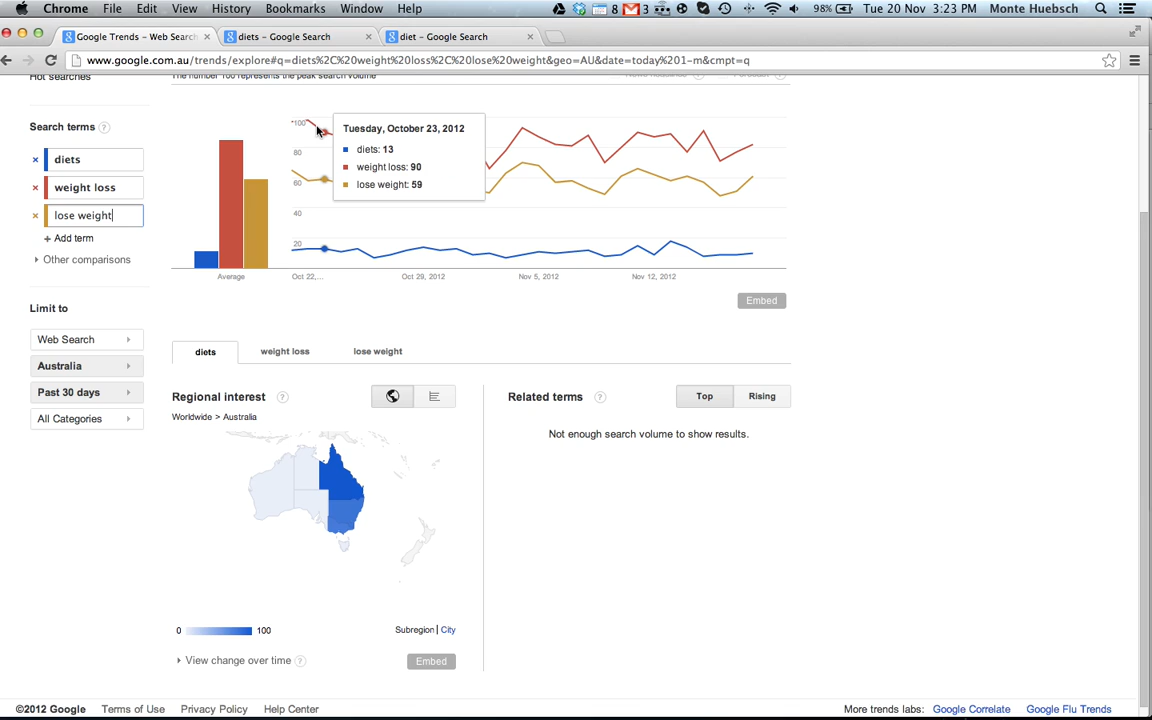 Chrome File Edit View History Bookmarks Window Help 8 3 98% Tue 20 Nov 3:23 PM Monte Huebsch
Google Trends – Web Search diets – Google Search diet – Google Search
www.google.com.au/trends/explore#q=diets%2C%20weight%20loss%2C%20lose%20weight&geo=AU&date=today%201-m&cmpt=q
Hot searches
The number 100 represents the peak search volume
Search terms ?
× diets
× weight loss
× lose weight
+ Add term
Other comparisons
100
80
60
40
20
Tuesday, October 23, 2012
diets: 13
weight loss: 90
lose weight: 59
Average Oct 22,... Oct 29, 2012 Nov 5, 2012 Nov 12, 2012
Embed
Limit to
Web Search
Australia
Past 30 days
All Categories
diets weight loss lose weight
Regional interest ?
Worldwide > Australia
Related terms ? Top Rising
Not enough search volume to show results.
0 100 Subregion | City
View change over time ? Embed
©2012 Google Terms of Use Privacy Policy Help Center More trends labs: Google Correlate Google Flu Trends